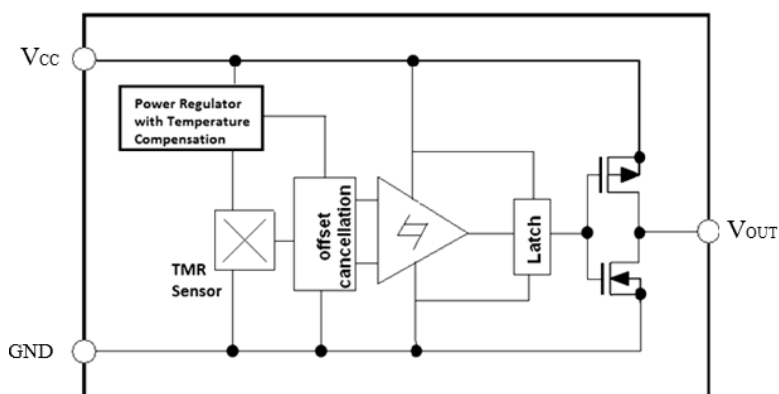 VCC
Power Regulator
with Temperature
Compensation
offset
cancellation
Latch
VOUT
TMR
Sensor
GND